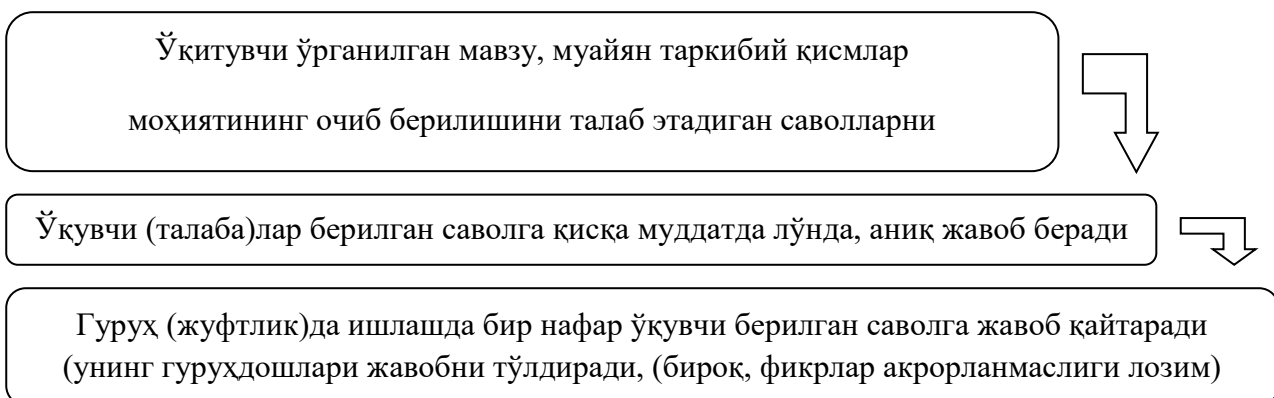 Ўқитувчи ўрганилган мавзу, муайян таркибий қисмлар
моҳиятининг очиб берилишини талаб этадиган саволларни
Ўқувчи (талаба)лар берилган саволга қисқа муддатда лўнда, аниқ жавоб беради
Гуруҳ (жуфтлик)да ишлашда бир нафар ўқувчи берилган саволга жавоб қайтаради
(унинг гуруҳдошлари жавобни тўлдиради, (бироқ, фикрлар акрорланмаслиги лозим)